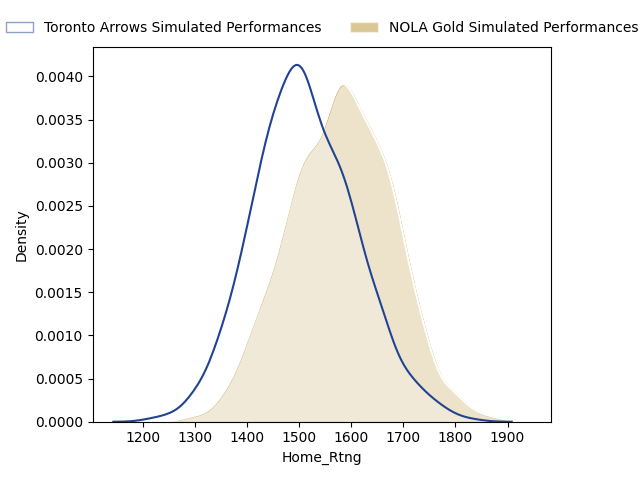 Toronto Arrows Simulated Performances NOLA Gold Simulated Performances
0.0040
0.0035
0.0030
0.0025
0.0020
0.0015
0.0010
0.0005
0.0000
Density
1200 1300 1400 1500 1600 1700 1800 1900
Home_Rtng